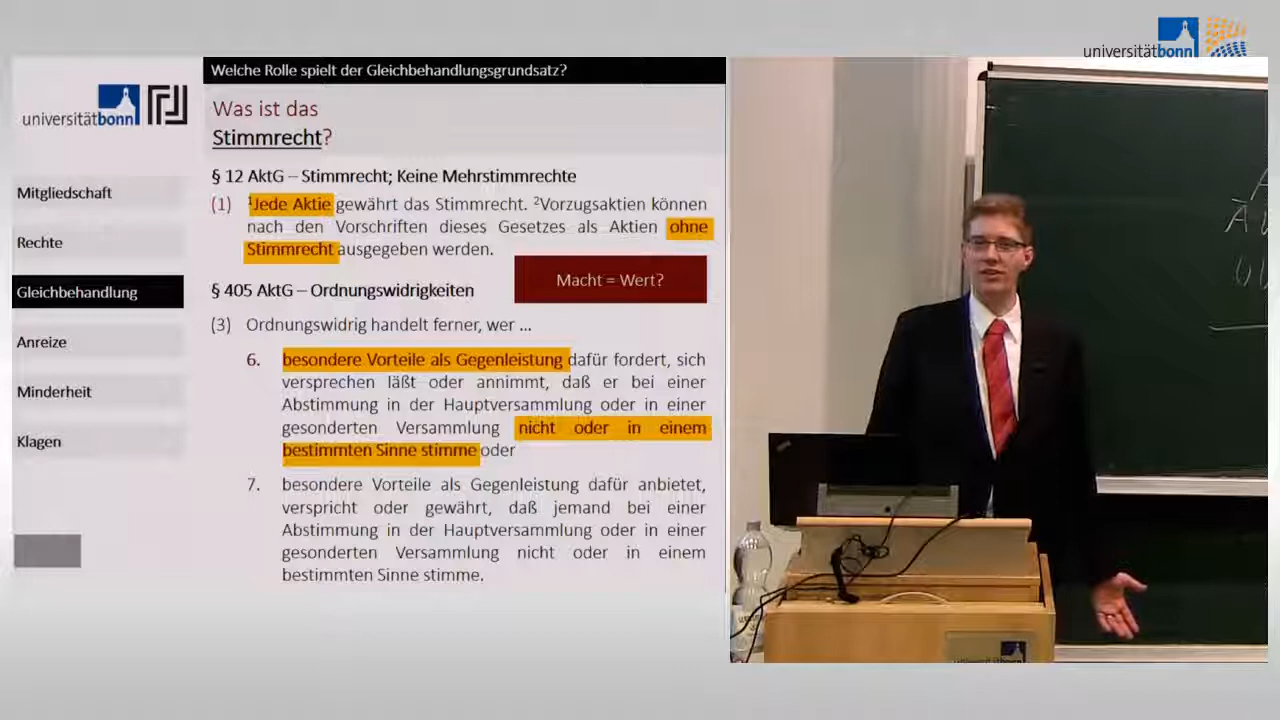 universitätbonn
Welche Rolle spielt der Gleichbehandlungsgrundsatz?
universitätbonn
Was ist das
Stimmrecht?
§ 12 AktG – Stimmrecht; Keine Mehrstimmrechte
(1) ¹Jede Aktie gewährt das Stimmrecht. ²Vorzugsaktien können
nach den Vorschriften dieses Gesetzes als Aktien ohne
Stimmrecht ausgegeben werden.
Macht = Wert?
§ 405 AktG – Ordnungswidrigkeiten
(3) Ordnungswidrig handelt ferner, wer ...
6. besondere Vorteile als Gegenleistung dafür fordert, sich
versprechen läßt oder annimmt, daß er bei einer
Abstimmung in der Hauptversammlung oder in einer
gesonderten Versammlung nicht oder in einem
bestimmten Sinne stimme oder
7. besondere Vorteile als Gegenleistung dafür anbietet,
verspricht oder gewährt, daß jemand bei einer
Abstimmung in der Hauptversammlung oder in einer
gesonderten Versammlung nicht oder in einem
bestimmten Sinne stimme.
Mitgliedschaft
Rechte
Gleichbehandlung
Anreize
Minderheit
Klagen